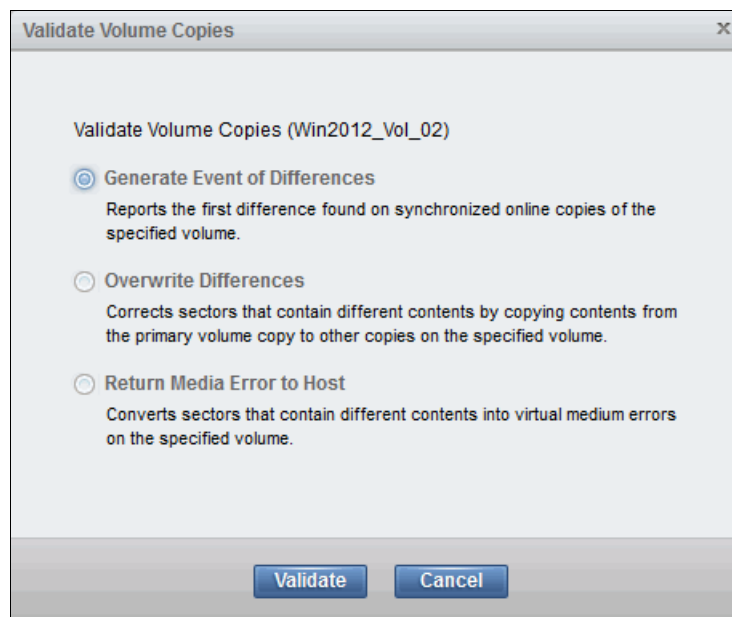 Validate Volume Copies
x
Validate Volume Copies (Win2012_Vol_02)
Generate Event of Differences
Reports the first difference found on synchronized online copies of the
specified volume.
Overwrite Differences
Corrects sectors that contain different contents by copying contents from
the primary volume copy to other copies on the specified volume.
Return Media Error to Host
Converts sectors that contain different contents into virtual medium errors
on the specified volume.
Validate
Cancel